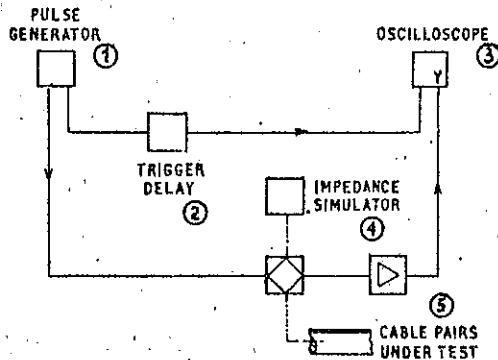 PULSE
GENERATOR
①
OSCILLOSCOPE
③
Y
TRIGGER
DELAY
②
IMPEDANCE
SIMULATOR
④
⑤
CABLE PAIRS
UNDER TEST